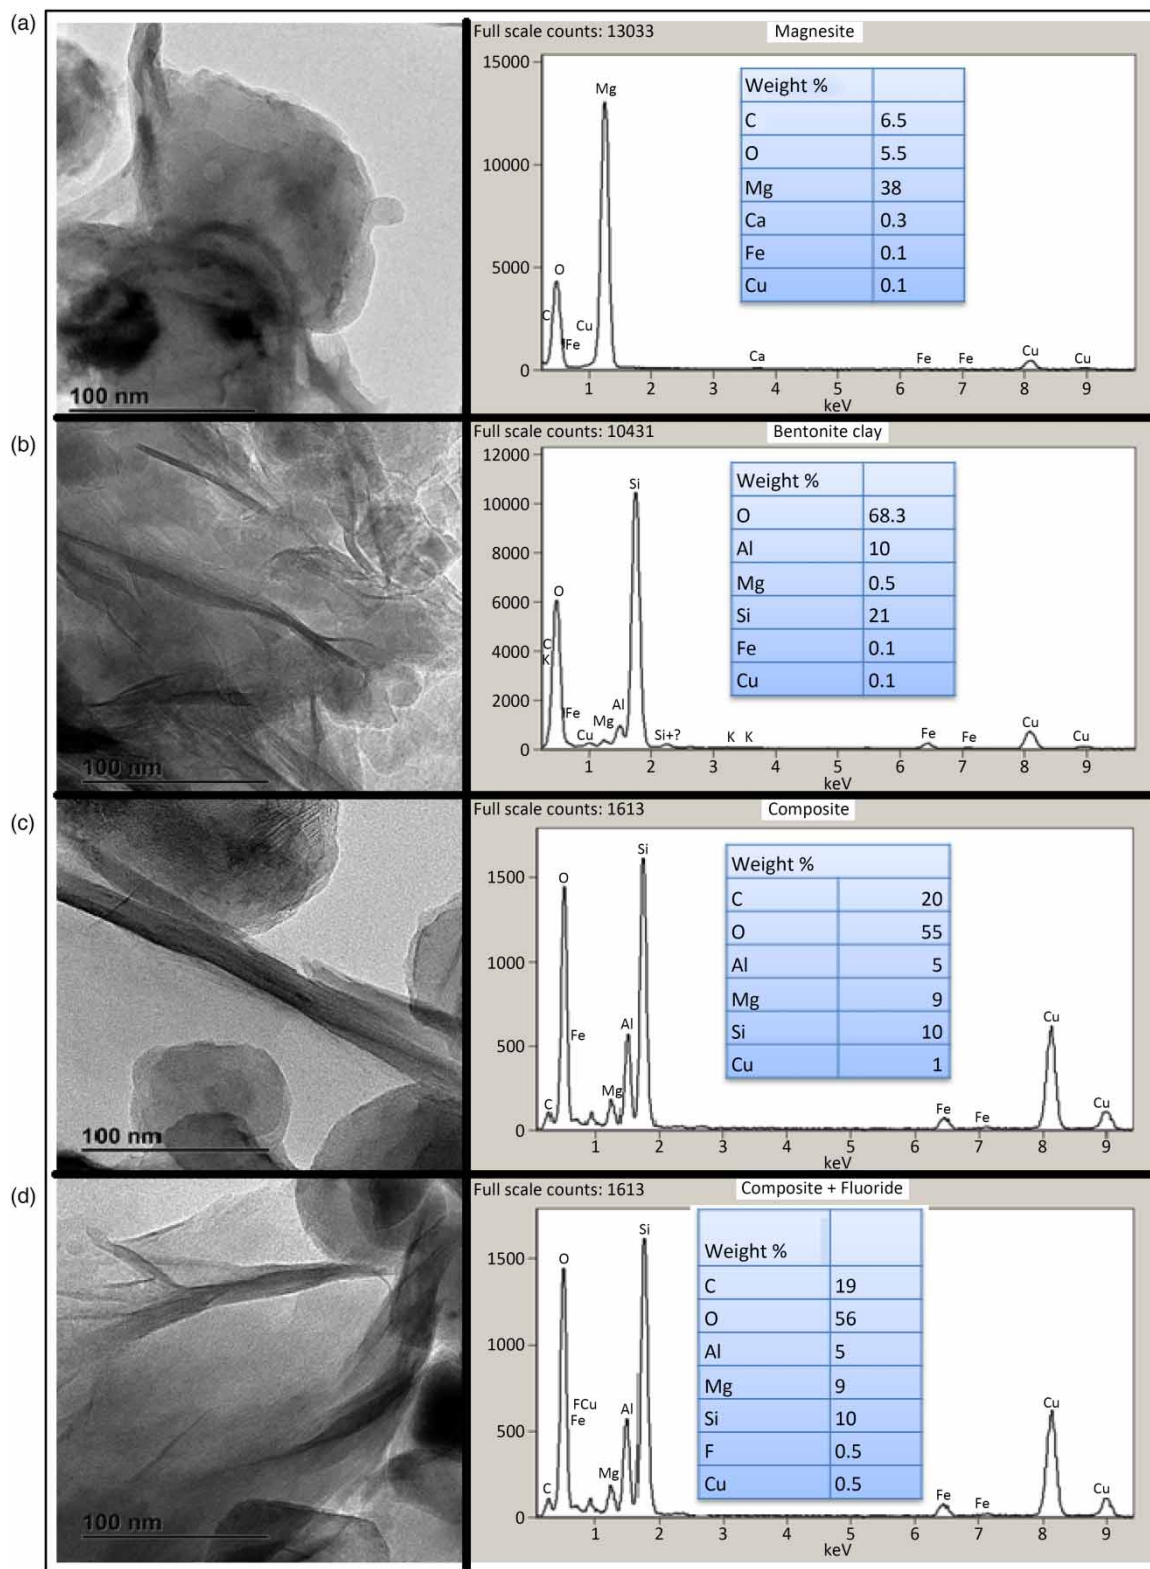 (a)
Full scale counts: 13033
Magnesite
15000
10000
5000
0
Mg
O
C
Fe
Cu
Ca
Fe
Fe
Cu
Cu
Weight %
C 6.5
O 5.5
Mg 38
Ca 0.3
Fe 0.1
Cu 0.1
1 2 3 4 5 6 7 8 9
keV
100 nm
(b)
Full scale counts: 10431
Bentonite clay
12000
10000
8000
6000
4000
2000
0
Si
O
C
K
Fe
Cu
Mg
Al
Si+?
K K
Fe
Fe
Cu
Cu
Weight %
O 68.3
Al 10
Mg 0.5
Si 21
Fe 0.1
Cu 0.1
1 2 3 4 5 6 7 8 9
keV
100 nm
(c)
Full scale counts: 1613
Composite
1500
1000
500
0
Si
O
Fe
Al
Mg
C
Fe
Fe
Cu
Cu
Weight %
C 20
O 55
Al 5
Mg 9
Si 10
Cu 1
1 2 3 4 5 6 7 8 9
keV
100 nm
(d)
Full scale counts: 1613
Composite + Fluoride
1500
1000
500
0
Si
O
FCu
Fe
Al
Mg
C
Fe
Fe
Cu
Cu
Weight %
C 19
O 56
Al 5
Mg 9
Si 10
F 0.5
Cu 0.5
1 2 3 4 5 6 7 8 9
keV
100 nm